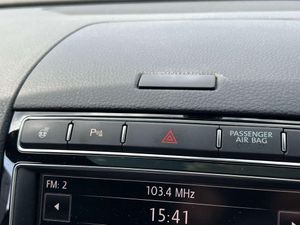 P
PASSENGER
AIR BAG
FM: 2
103.4 MHz
15:41